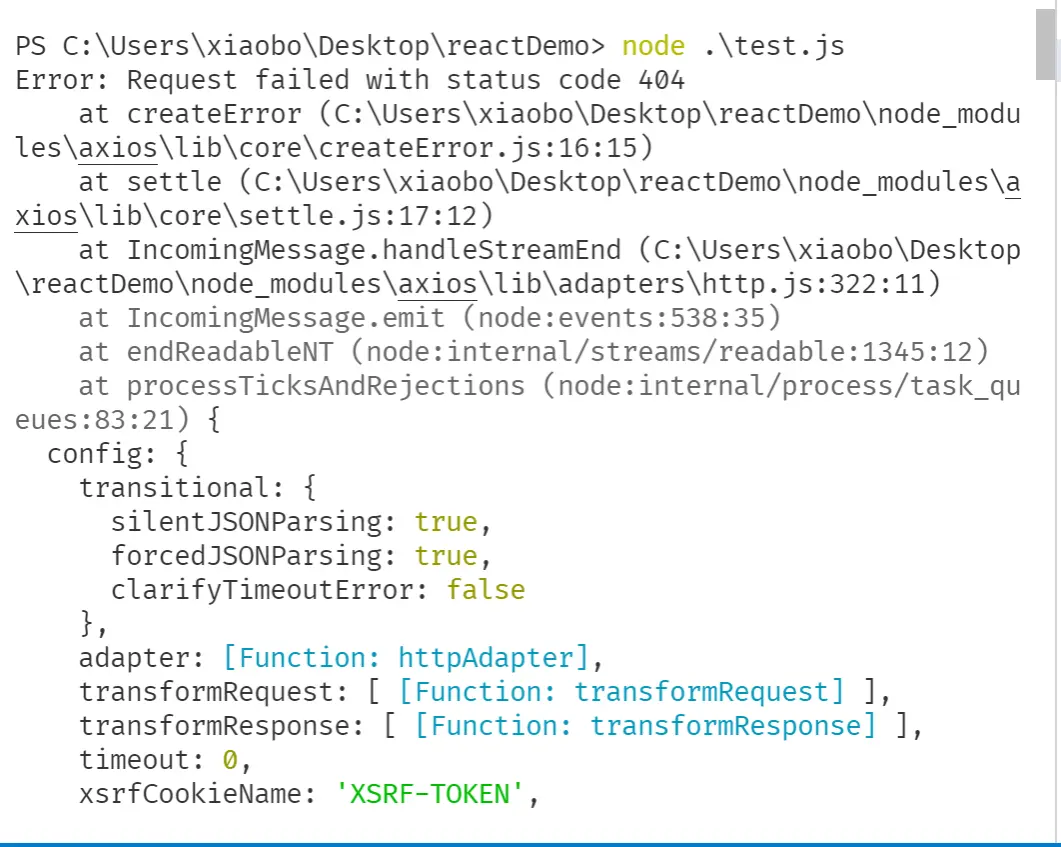 PS C:\Users\xiaobo\Desktop\reactDemo> node .\test.js
Error: Request failed with status code 404
    at createError (C:\Users\xiaobo\Desktop\reactDemo\node_modu
les\axios\lib\core\createError.js:16:15)
    at settle (C:\Users\xiaobo\Desktop\reactDemo\node_modules\a
xios\lib\core\settle.js:17:12)
    at IncomingMessage.handleStreamEnd (C:\Users\xiaobo\Desktop
\reactDemo\node_modules\axios\lib\adapters\http.js:322:11)
    at IncomingMessage.emit (node:events:538:35)
    at endReadableNT (node:internal/streams/readable:1345:12)
    at processTicksAndRejections (node:internal/process/task_qu
eues:83:21) {
  config: {
    transitional: {
      silentJSONParsing: true,
      forcedJSONParsing: true,
      clarifyTimeoutError: false
    },
    adapter: [Function: httpAdapter],
    transformRequest: [ [Function: transformRequest] ],
    transformResponse: [ [Function: transformResponse] ],
    timeout: 0,
    xsrfCookieName: 'XSRF-TOKEN',